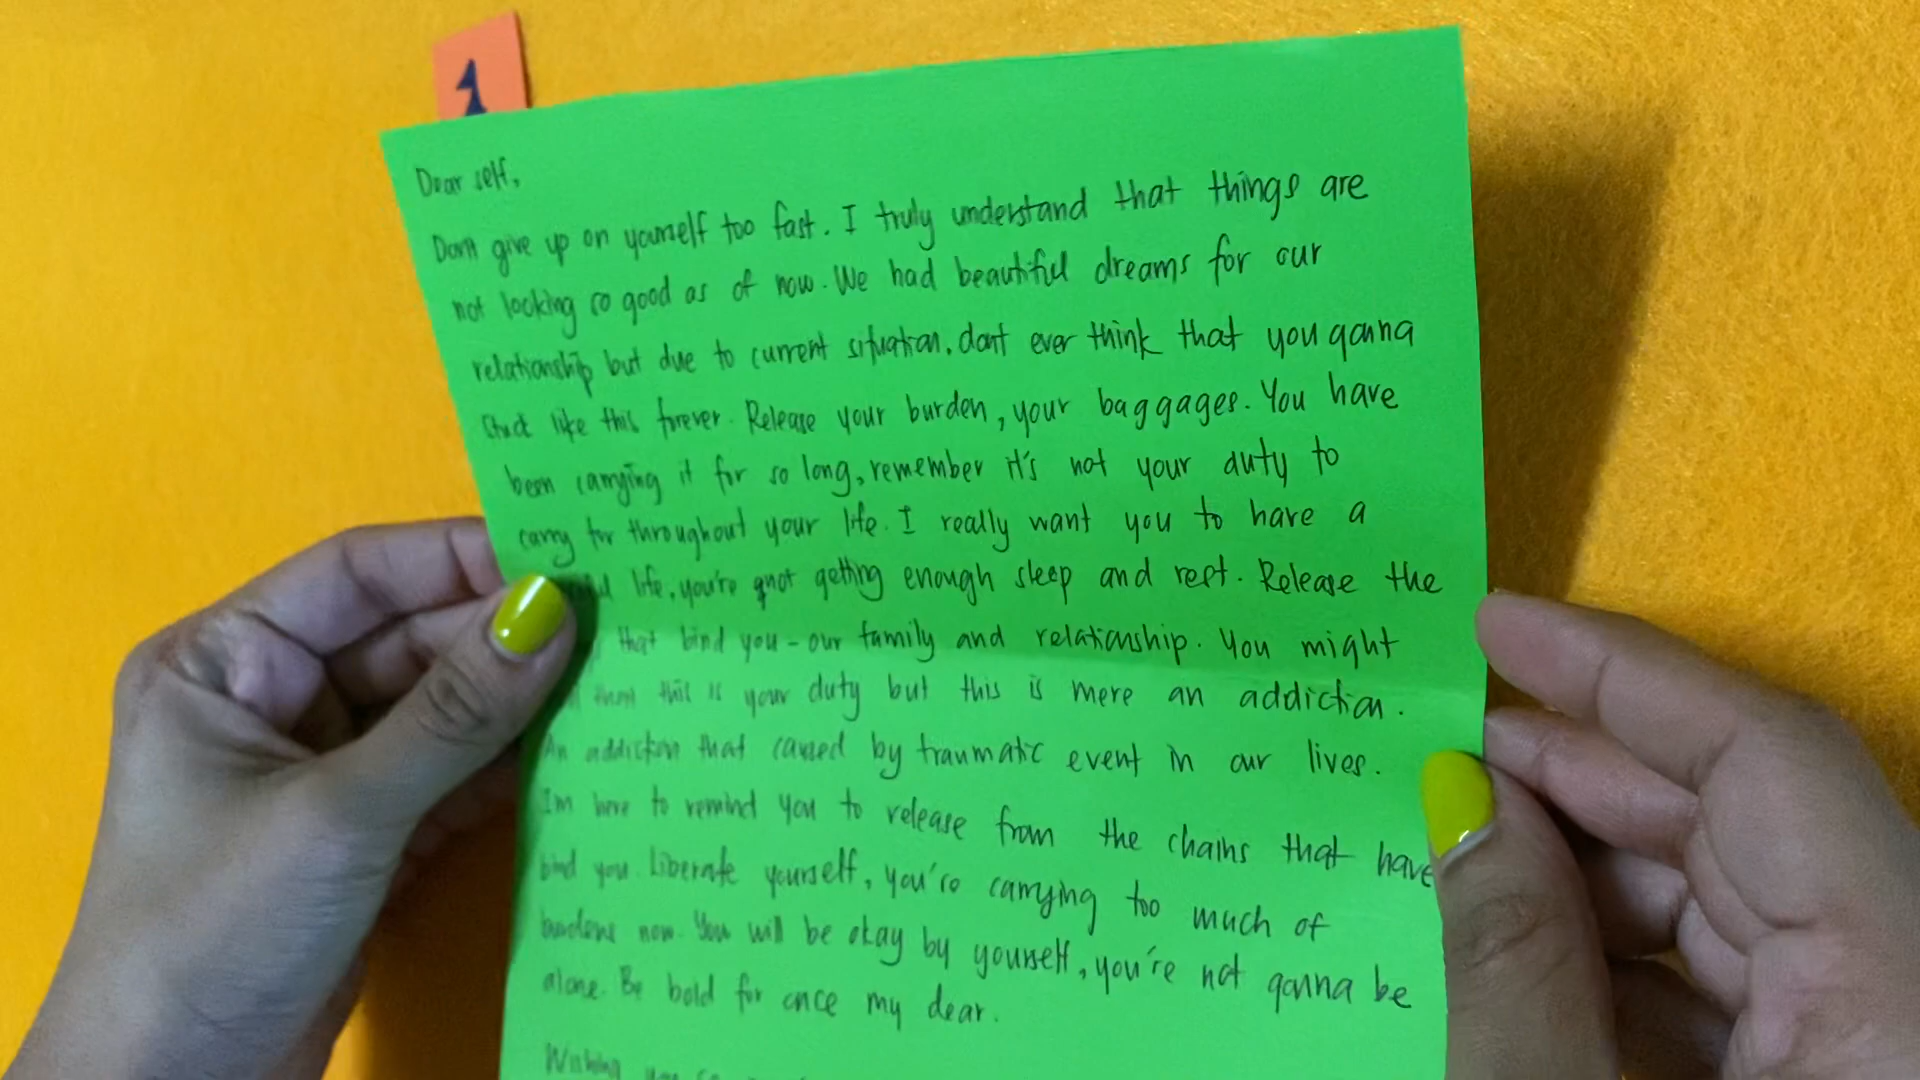 1
Dear self,
Dont give up on yourself too fast. I truly understand that things are
not looking so good as of now. We had beautiful dreams for our
relationship but due to current situation, dont ever think that you gonna
stuck like this forever. Release your burden, your baggages. You have
been carrying it for so long, remember it's not your duty to
carry for throughout your life. I really want you to have a
life, you're not getting enough sleep and rest. Release the
that bind you - our family and relationship. You might
that this is your duty but this is mere an addiction.
An addiction that caused by traumatic event in our lives.
Im here to remind you to release from the chains that have
bind you. Liberate yourself, you're carrying too much of
burdens now. You will be okay by yourself, you're not gonna be
alone. Be bold for once my dear.
Wishing you